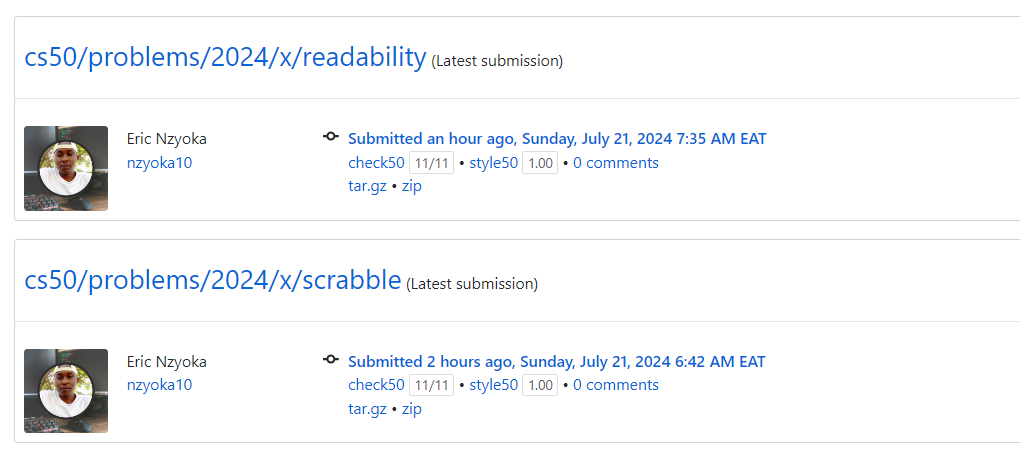 cs50/problems/2024/x/readability (Latest submission)
Eric Nzyoka
nzyoka10
Submitted an hour ago, Sunday, July 21, 2024 7:35 AM EAT
check50 11/11 • style50 1.00 • 0 comments
tar.gz • zip
cs50/problems/2024/x/scrabble (Latest submission)
Eric Nzyoka
nzyoka10
Submitted 2 hours ago, Sunday, July 21, 2024 6:42 AM EAT
check50 11/11 • style50 1.00 • 0 comments
tar.gz • zip